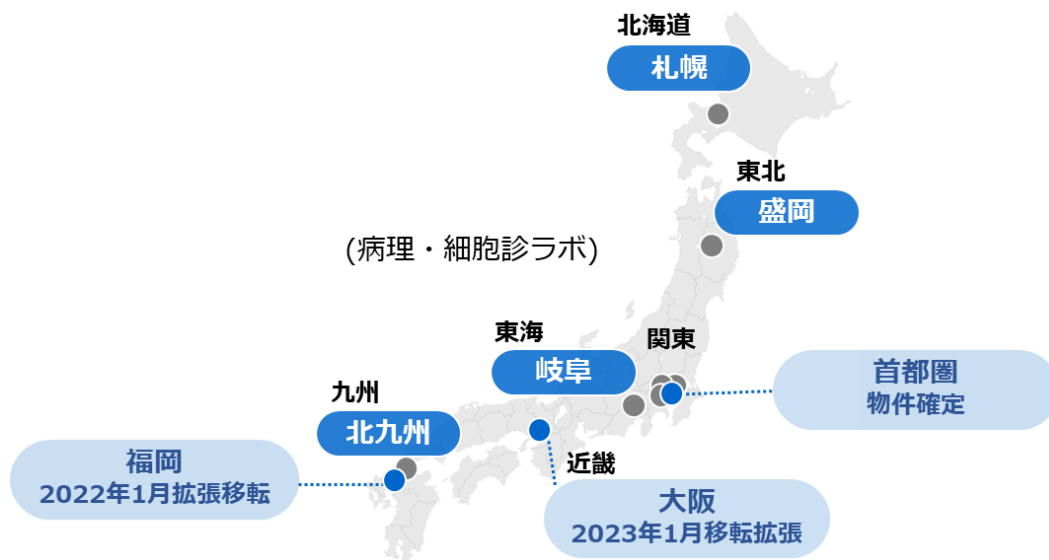 北海道
札幌
東北
盛岡
(病理・細胞診ラボ)
東海
岐阜
関東
首都圏
物件確定
九州
北九州
福岡
2022年1月拡張移転
近畿
大阪
2023年1月移転拡張